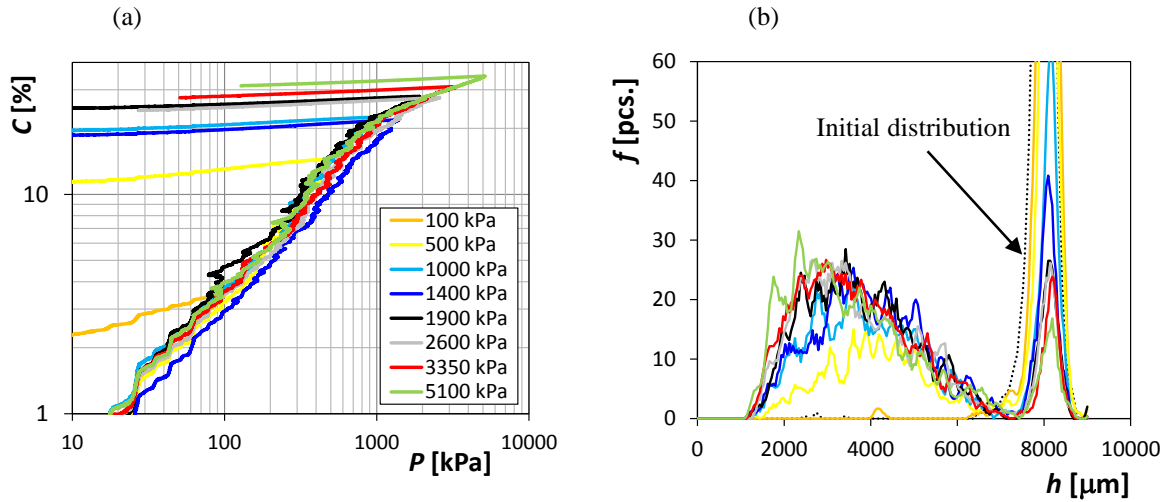 (a)
C [%]
10
1
10
100
1000
10000
P [kPa]
100 kPa
500 kPa
1000 kPa
1400 kPa
1900 kPa
2600 kPa
3350 kPa
5100 kPa
(b)
f [pcs.]
60
50
40
30
20
10
0
Initial distribution
0
2000
4000
6000
8000
10000
h [μm]